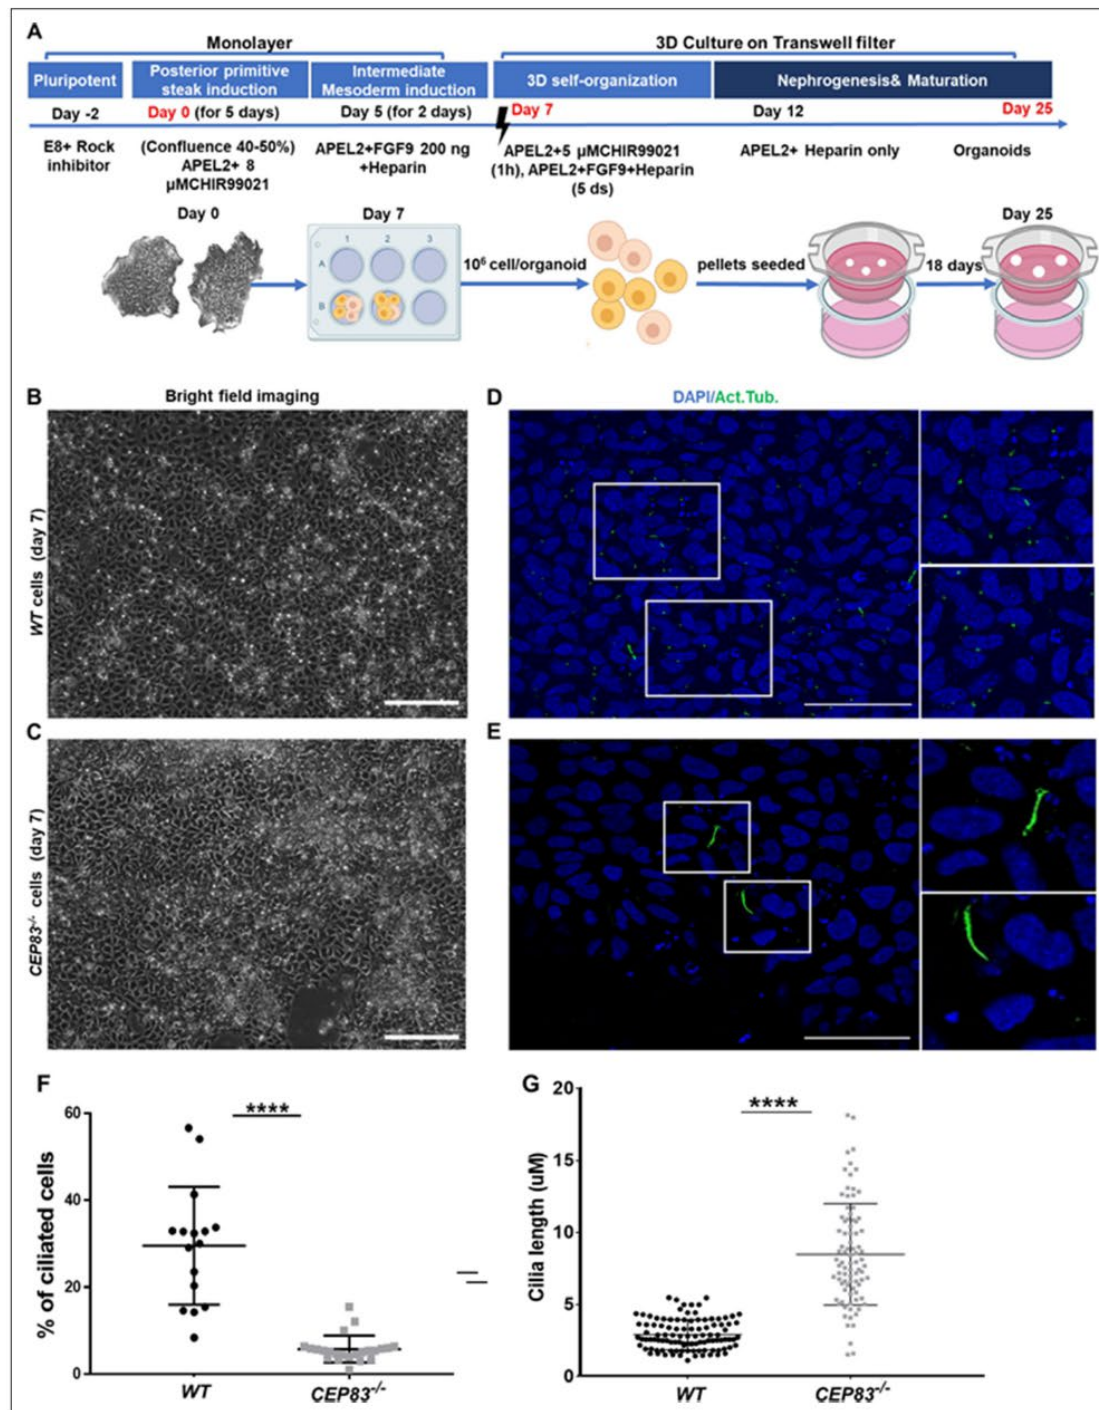 A
Monolayer
3D Culture on Transwell filter
Pluripotent
Posterior primitive
steak induction
Intermediate
Mesoderm induction
3D self-organization
Nephrogenesis& Maturation
Day -2
Day 0 (for 5 days)
Day 5 (for 2 days)
Day 7
Day 12
Day 25
E8+ Rock
inhibitor
(Confluence 40-50%)
APEL2+ 8
µMCHIR99021
APEL2+FGF9 200 ng
+Heparin
APEL2+5 µMCHIR99021
(1h), APEL2+FGF9+Heparin
(5 ds)
APEL2+ Heparin only
Organoids
Day 0
Day 7
Day 25
1 2 3
A
B
10⁶ cell/organoid
pellets seeded
18 days
B
Bright field imaging
WT cells (day 7)
C
CEP83⁻/⁻ cells (day 7)
D
DAPI/Act.Tub.
E
F
****
% of ciliated cells
60
40
20
0
WT
CEP83⁻/⁻
G
****
Cilia length (uM)
20
15
10
5
0
WT
CEP83⁻/⁻